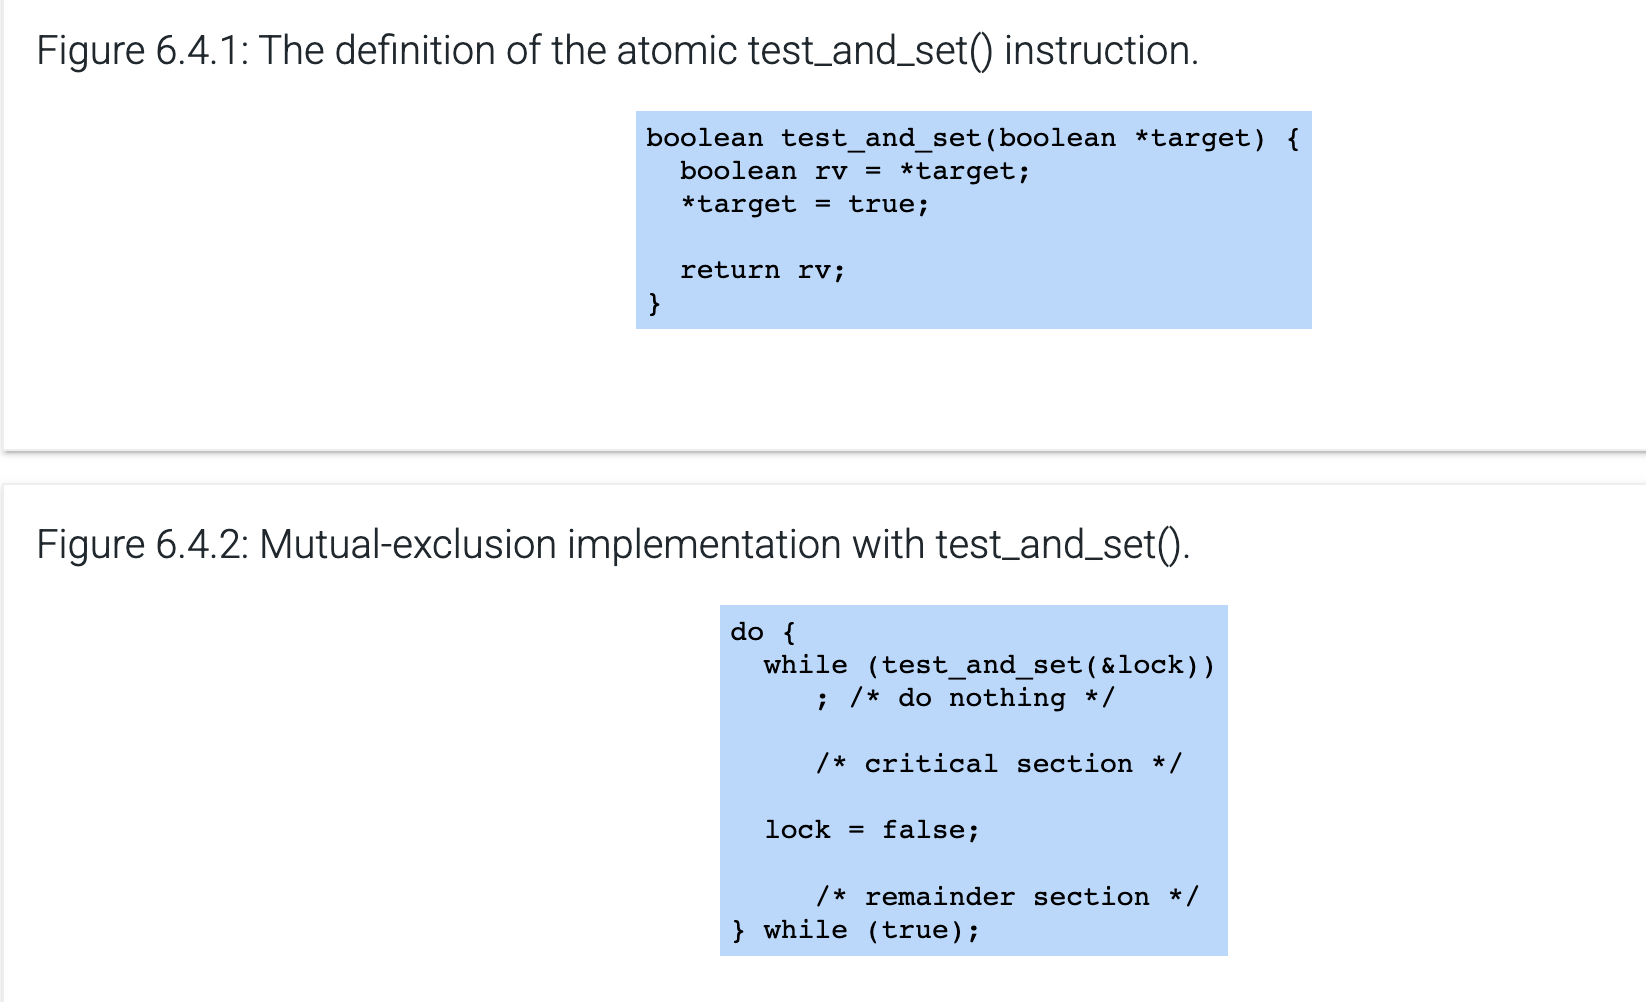 Figure 6.4.1: The definition of the atomic test_and_set() instruction.
boolean test_and_set(boolean *target) {
  boolean rv = *target;
  *target = true;

  return rv;
}
Figure 6.4.2: Mutual-exclusion implementation with test_and_set().
do {
  while (test_and_set(&lock))
     ; /* do nothing */

     /* critical section */

  lock = false;

     /* remainder section */
} while (true);